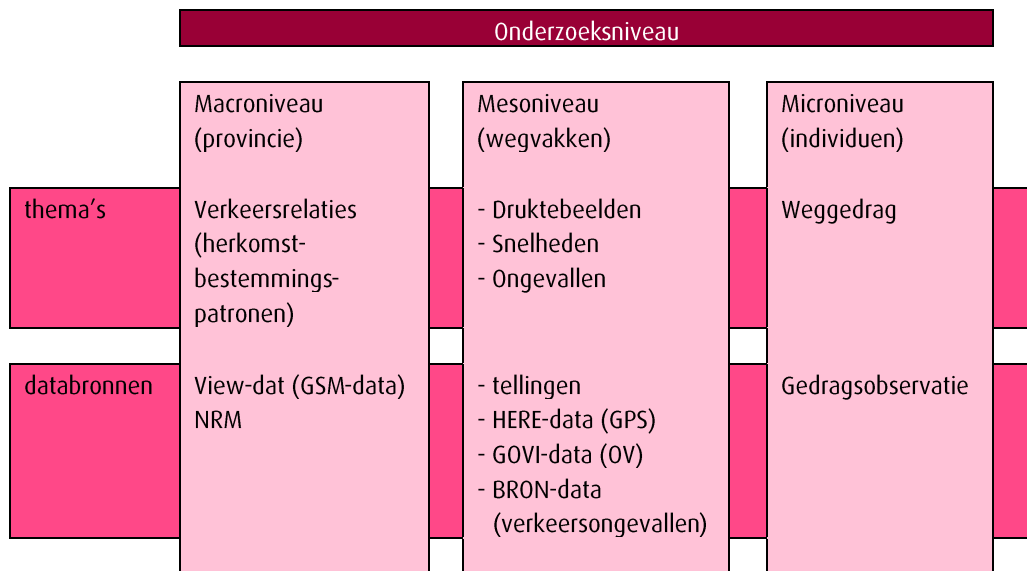 Onderzoeksniveau
Macroniveau
(provincie)
Mesoniveau
(wegvakken)
Microniveau
(individuen)
thema's
Verkeersrelaties
(herkomst-
bestemmings-
patronen)
- Druktebeelden
- Snelheden
- Ongevallen
Weggedrag
databronnen
View-dat (GSM-data)
NRM
- tellingen
- HERE-data (GPS)
- GOVI-data (OV)
- BRON-data
(verkeersongevallen)
Gedragsobservatie